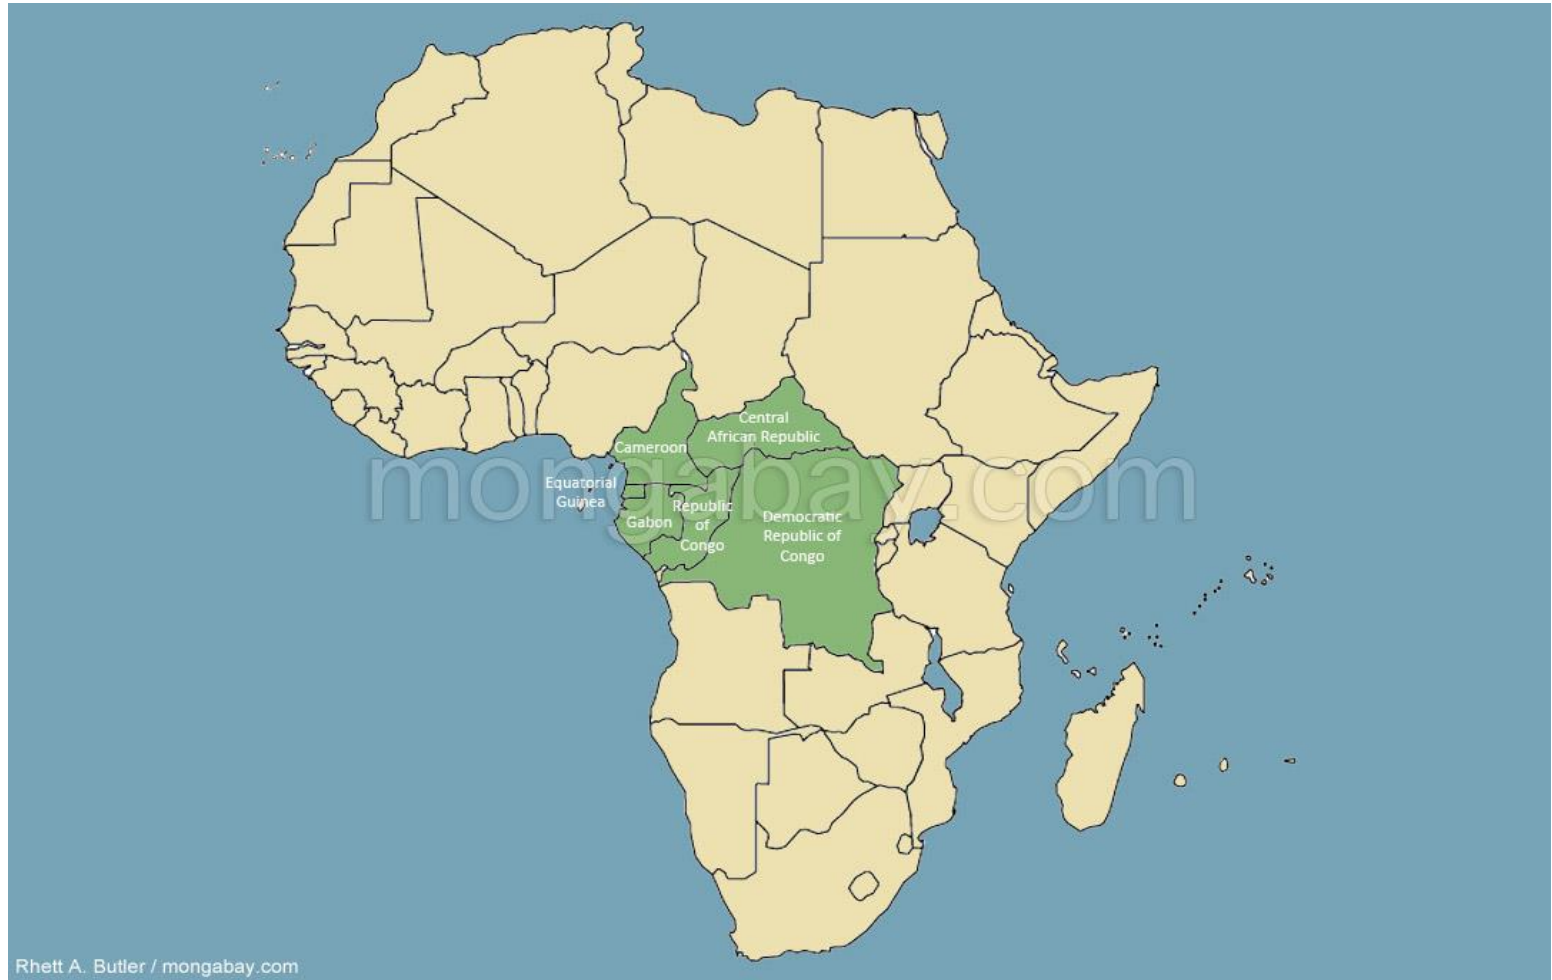 Central
African Republic
Cameroon
mongabay.com
Equatorial
Guinea
Republic
of
Congo
Gabon
Democratic
Republic of
Congo
Rhett A. Butler / mongabay.com